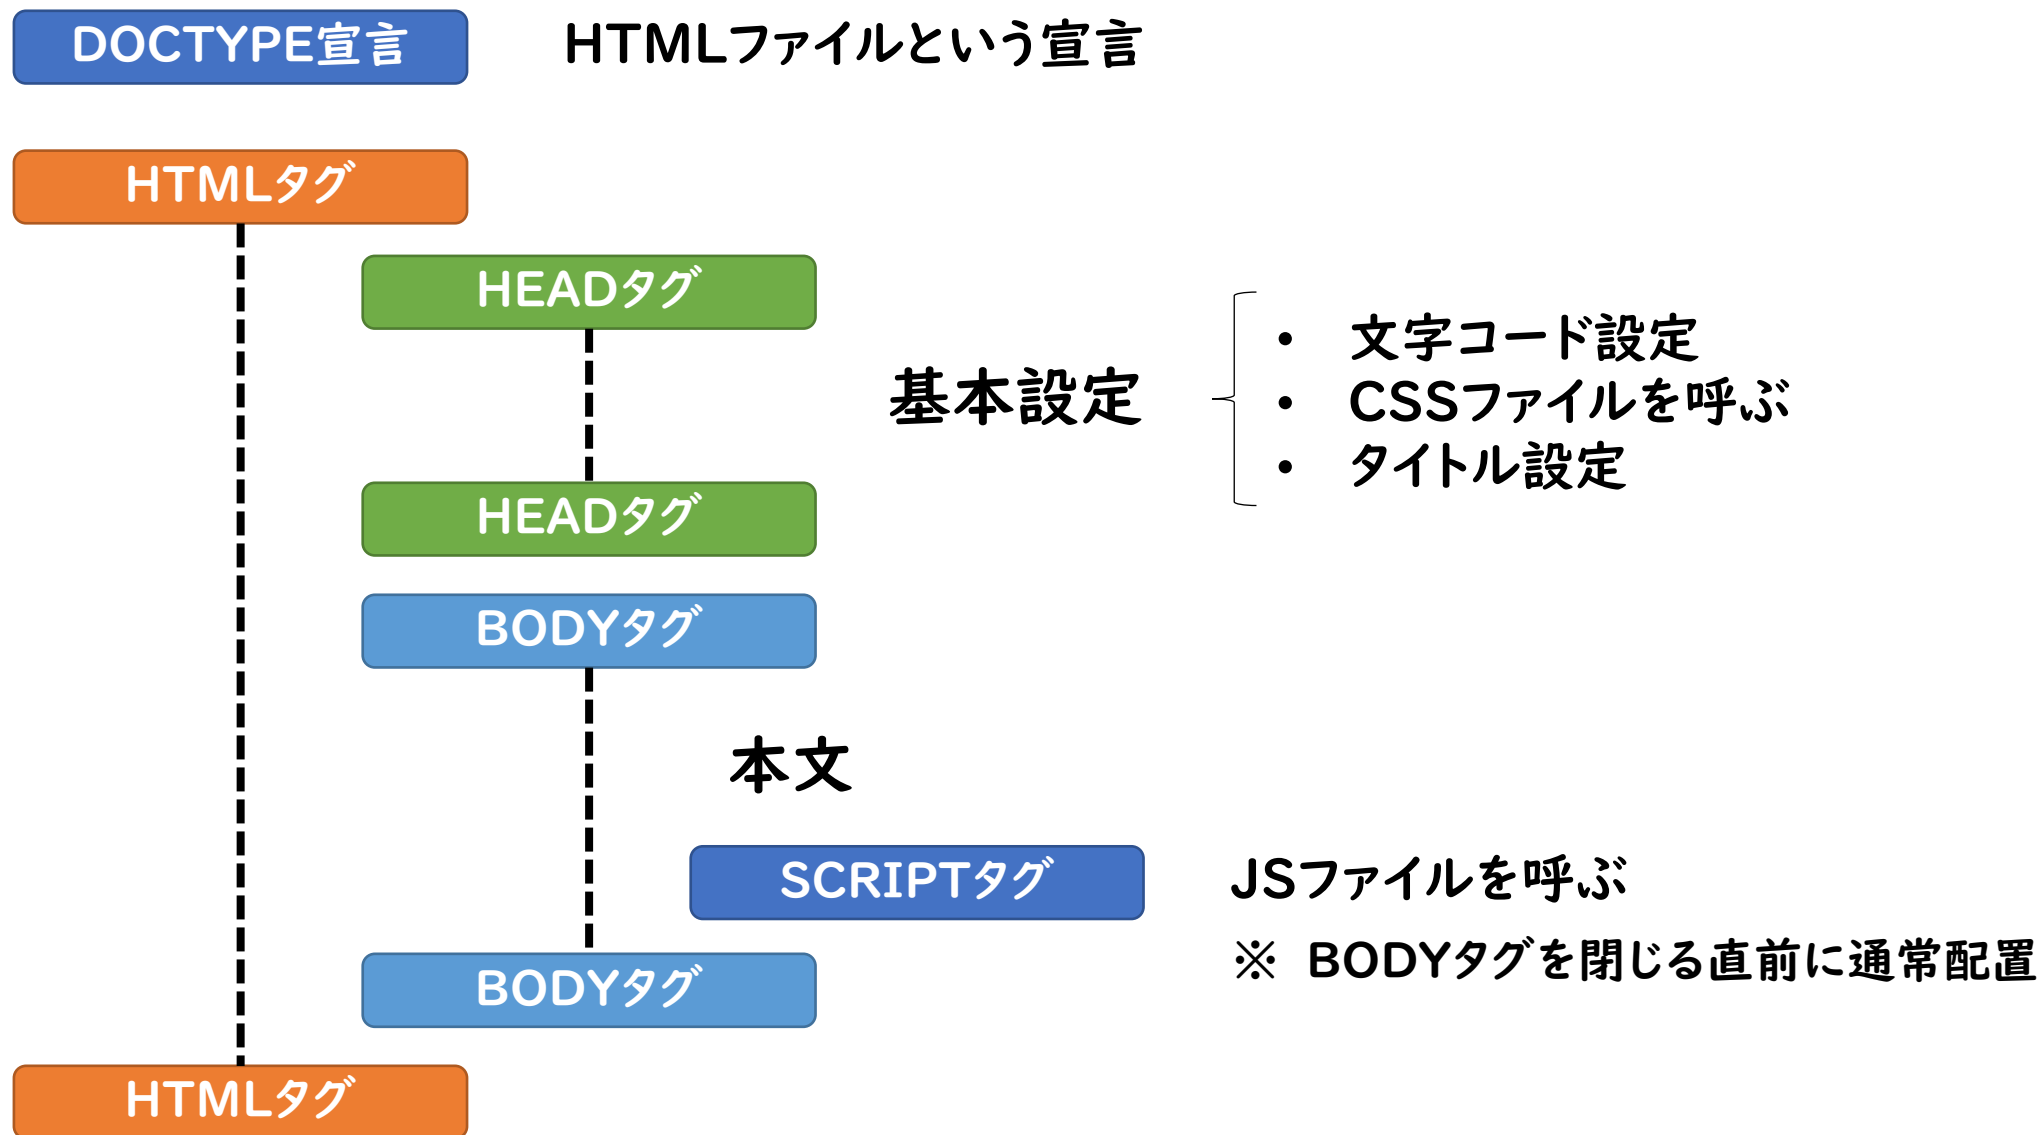 DOCTYPE宣言
HTMLファイルという宣言
HTMLタグ
HEADタグ
基本設定
• 文字コード設定
• CSSファイルを呼ぶ
• タイトル設定
HEADタグ
BODYタグ
本文
SCRIPTタグ
JSファイルを呼ぶ
※ BODYタグを閉じる直前に通常配置
BODYタグ
HTMLタグ